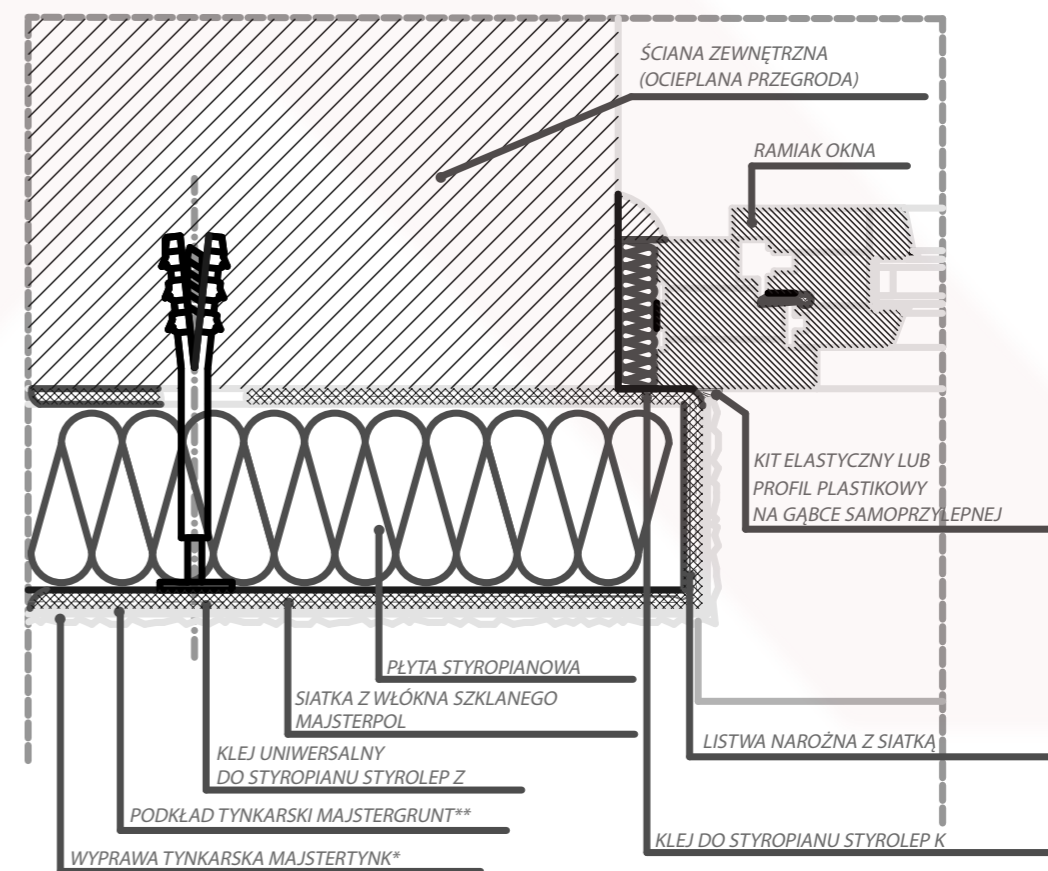 ŚCIANA ZEWNĘTRZNA
(OCIEPLANA PRZEGRODA)
RAMIAK OKNA
KIT ELASTYCZNY LUB
PROFIL PLASTIKOWY
NA GĄBCE SAMOPRZYLEPNEJ
PŁYTA STYROPIANOWA
SIATKA Z WŁÓKNA SZKLANEGO
MAJSTERPOL
LISTWA NAROŻNA Z SIATKĄ
KLEJ UNIWERSALNY
DO STYROPIANU STYROLEP Z
PODKŁAD TYNKARSKI MAJSTERGRUNT**
KLEJ DO STYROPIANU STYROLEP K
WYPRAWA TYNKARSKA MAJSTERTYNK*